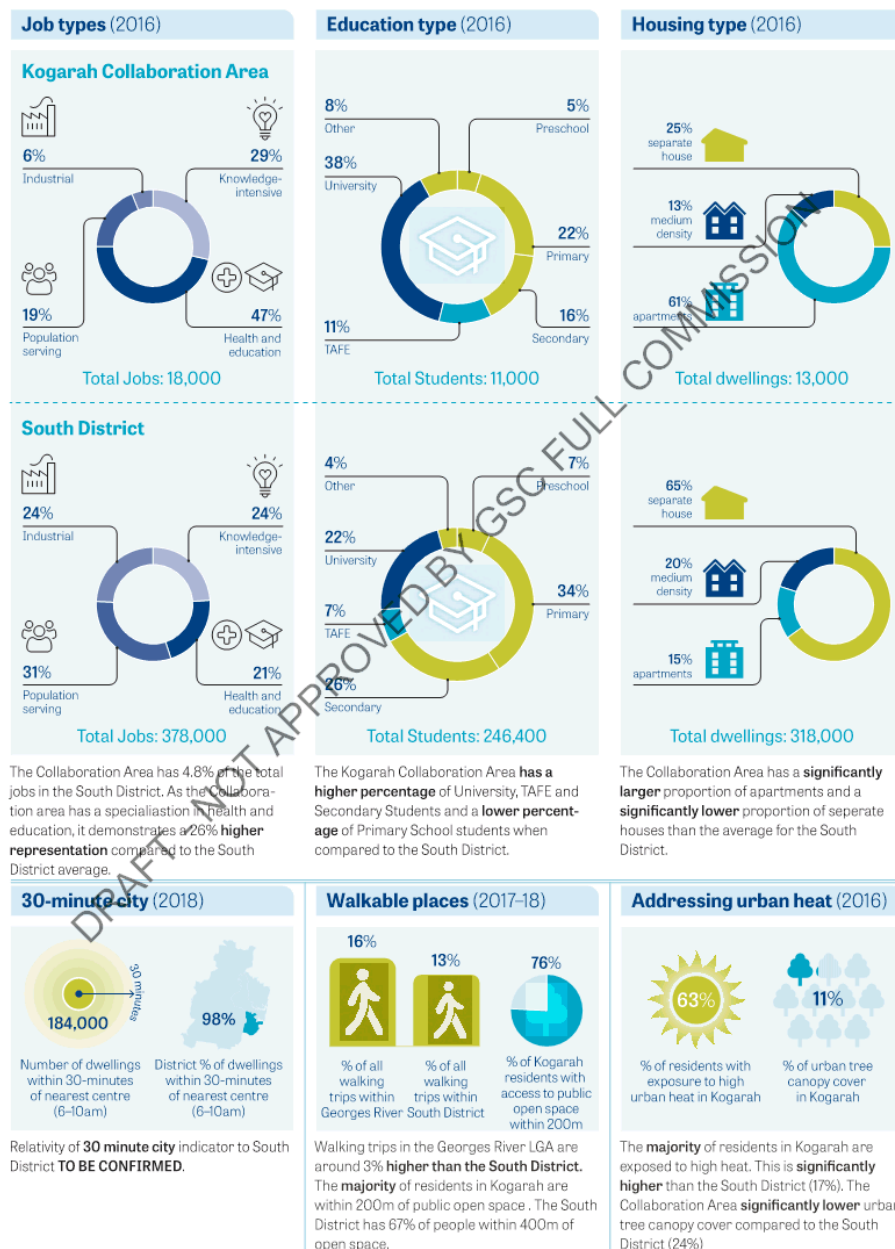 Job types (2016)
Kogarah Collaboration Area
6%
Industrial
29%
Knowledge-
intensive
19%
Population
serving
47%
Health and
education
Total Jobs: 18,000
Education type (2016)
8%
Other
5%
Preschool
38%
University
22%
Primary
11%
TAFE
16%
Secondary
Total Students: 11,000
Housing type (2016)
25%
separate
house
13%
medium
density
61%
apartments
Total dwellings: 13,000
South District
24%
Industrial
24%
Knowledge-
intensive
31%
Population
serving
21%
Health and
education
Total Jobs: 378,000
4%
Other
7%
Preschool
22%
University
34%
Primary
7%
TAFE
26%
Secondary
Total Students: 246,400
65%
separate
house
20%
medium
density
15%
apartments
Total dwellings: 318,000
The Collaboration Area has 4.8% of the total
jobs in the South District. As the Collabora-
tion area has a specialiastion in health and
education, it demonstrates a 26% higher
representation compared to the South
District average.
The Kogarah Collaboration Area has a
higher percentage of University, TAFE and
Secondary Students and a lower percent-
age of Primary School students when
compared to the South District.
The Collaboration Area has a significantly
larger proportion of apartments and a
significantly lower proportion of seperate
houses than the average for the South
District.
30-minute city (2018)
184,000
30 minutes
98%
Number of dwellings
within 30-minutes
of nearest centre
(6–10am)
District % of dwellings
within 30-minutes
of nearest centre
(6–10am)
Relativity of 30 minute city indicator to South
District TO BE CONFIRMED.
Walkable places (2017–18)
16%
13%
76%
% of all
walking
trips within
Georges River
% of all
walking
trips within
South District
% of Kogarah
residents with
access to public
open space
within 200m
Walking trips in the Georges River LGA are
around 3% higher than the South District.
The majority of residents in Kogarah are
within 200m of public open space . The South
District has 67% of people within 400m of
open space.
Addressing urban heat (2016)
63%
11%
% of residents with
exposure to high
urban heat in Kogarah
% of urban tree
canopy cover
in Kogarah
The majority of residents in Kogarah are
exposed to high heat. This is significantly
higher than the South District (17%). The
Collaboration Area significantly lower urban
tree canopy cover compared to the South
District (24%)
DRAFT - NOT APPROVED BY GSC FULL COMMISSION